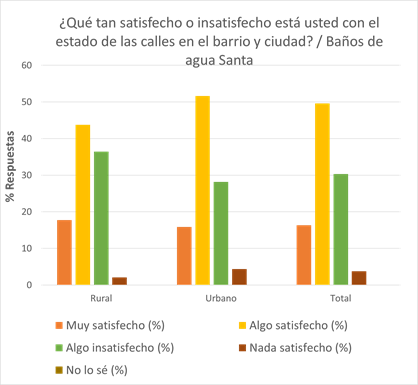 ¿Qué tan satisfecho o insatisfecho está usted con el
estado de las calles en el barrio y ciudad? / Baños de
agua Santa
% Respuestas
60
50
40
30
20
10
0
Rural Urbano Total
Muy satisfecho (%) Algo satisfecho (%)
Algo insatisfecho (%) Nada satisfecho (%)
No lo sé (%)